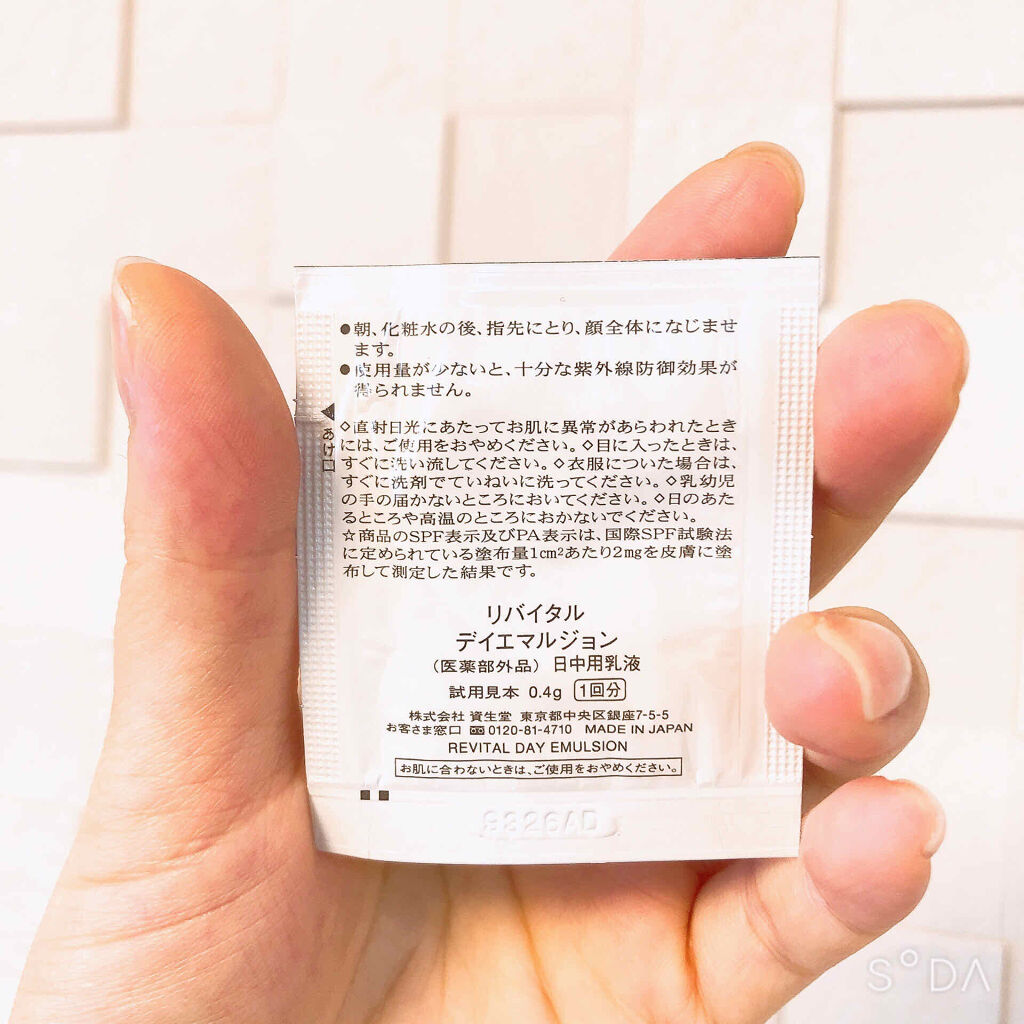 ●朝、化粧水の後、指先にとり、顔全体になじませ
ます。
●使用量が少ないと、十分な紫外線防御効果が
得られません。
◀あけ口
◇直射日光にあたってお肌に異常があらわれたとき
には、ご使用をおやめください。◇目に入ったときは、
すぐに洗い流してください。◇衣服についた場合は、
すぐに洗剤でていねいに洗ってください。◇乳幼児
の手の届かないところにおいてください。◇日のあた
るところや高温のところにおかないでください。
☆商品のSPF表示及びPA表示は、国際SPF試験法
に定められている塗布量1cm²あたり2mgを皮膚に塗
布して測定した結果です。
リバイタル
デイエマルジョン
(医薬部外品) 日中用乳液
試用見本 0.4g 1回分
株式会社 資生堂 東京都中央区銀座7-5-5
お客さま窓口 0120-81-4710 MADE IN JAPAN
REVITAL DAY EMULSION
お肌に合わないときは、ご使用をおやめください。
9326AD
SODA